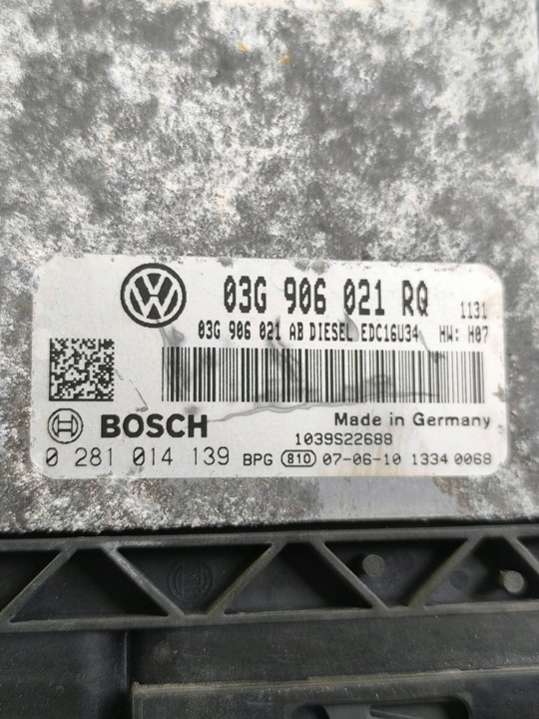 03G 906 021 RQ 1131
03G 906 021 AB DIESEL EDC16U34 HW: H07
BOSCH Made in Germany
1039S22688
0 281 014 139 BPG 810 07-06-10 1334 0068